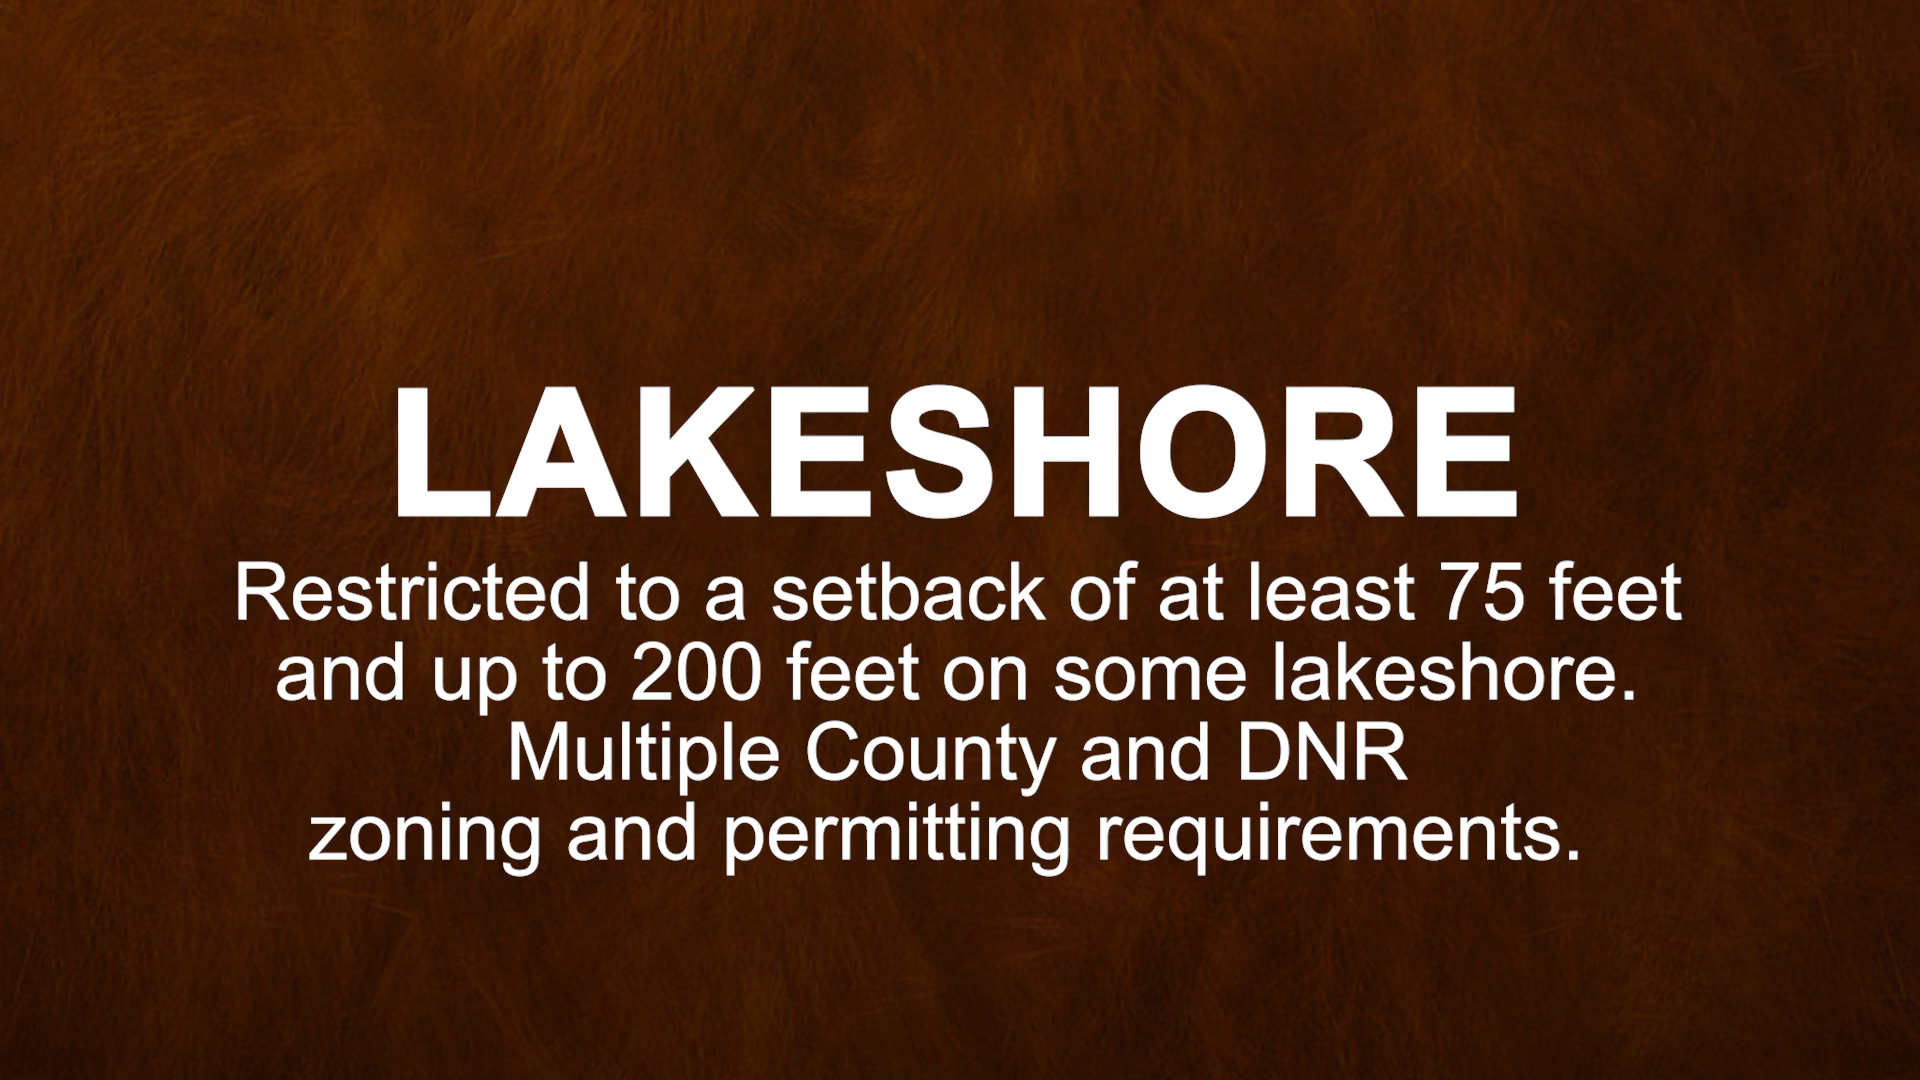 LAKESHORE
Restricted to a setback of at least 75 feet
and up to 200 feet on some lakeshore.
Multiple County and DNR
zoning and permitting requirements.